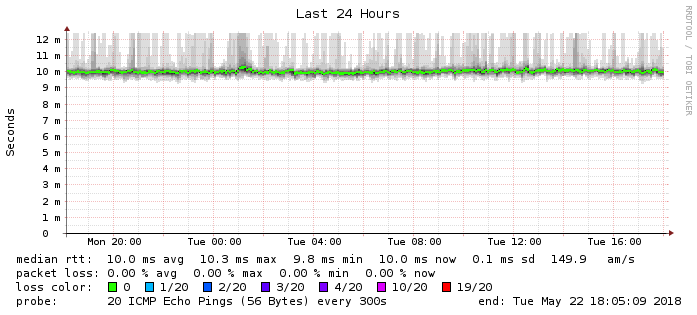 Last 24 Hours
RRDTOOL / TOBI OETIKER
Seconds
12 m
11 m
10 m
9 m
8 m
7 m
6 m
5 m
4 m
3 m
2 m
1 m
0
Mon 20:00 Tue 00:00 Tue 04:00 Tue 08:00 Tue 12:00 Tue 16:00
median rtt: 10.0 ms avg 10.3 ms max 9.8 ms min 10.0 ms now 0.1 ms sd 149.9 am/s
packet loss: 0.00 % avg 0.00 % max 0.00 % min 0.00 % now
loss color: 0 1/20 2/20 3/20 4/20 10/20 19/20
probe: 20 ICMP Echo Pings (56 Bytes) every 300s end: Tue May 22 18:05:09 2018